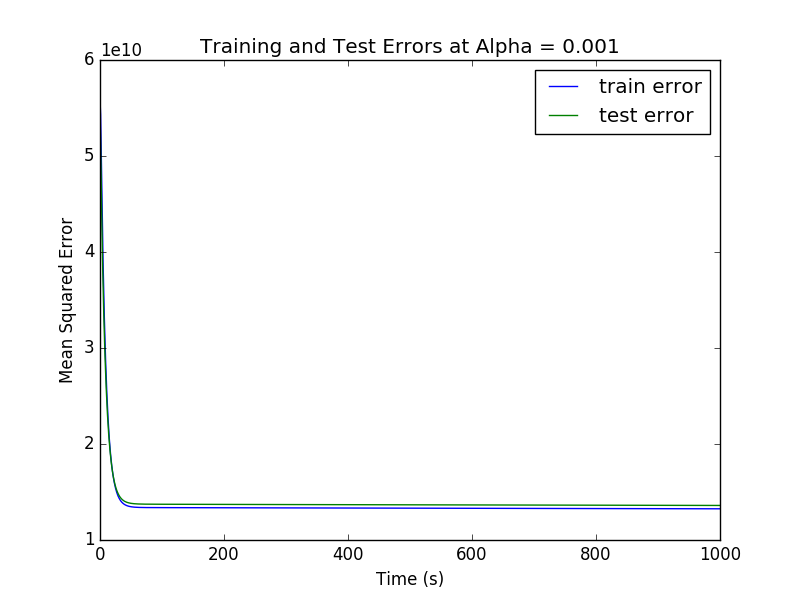 Training and Test Errors at Alpha = 0.001
1e10
6
5
4
3
2
1
Mean Squared Error
train error
test error
0
200
400
600
800
1000
Time (s)